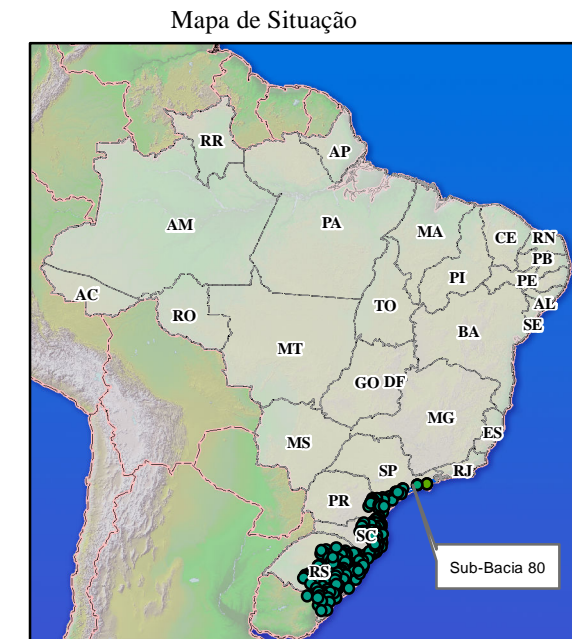 Mapa de Situação
RR
AP
AM
PA
MA
CE
RN
PB
PI
PE
AC
RO
TO
AL
SE
BA
MT
GO
DF
MG
ES
MS
SP
RJ
PR
SC
RS
Sub-Bacia 80